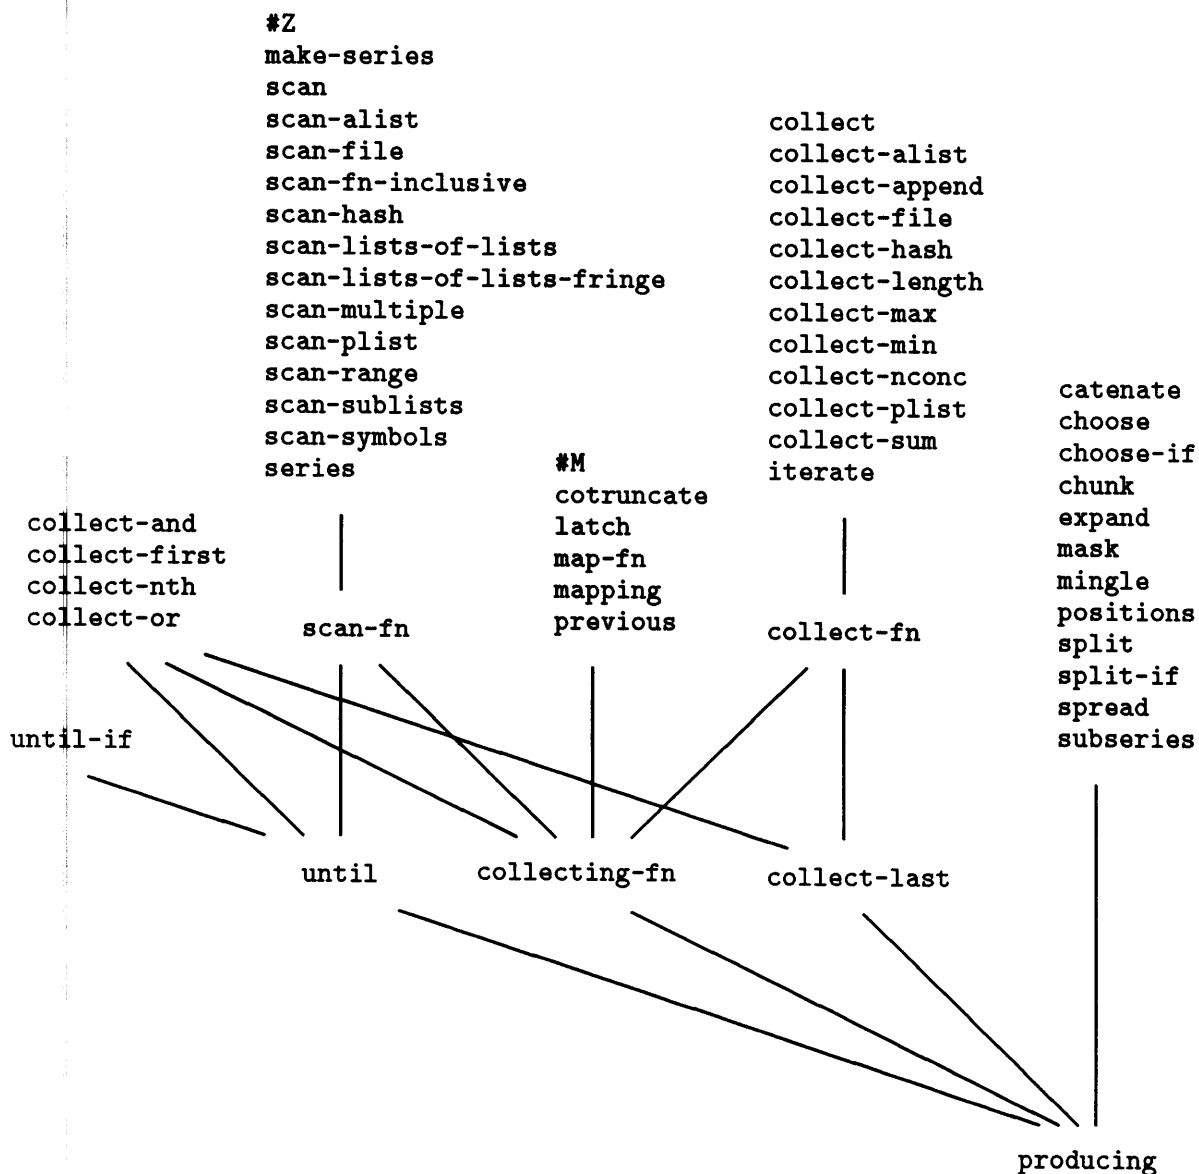 #Z
make-series
scan
scan-alist
scan-file
scan-fn-inclusive
scan-hash
scan-lists-of-lists
scan-lists-of-lists-fringe
scan-multiple
scan-plist
scan-range
scan-sublists
scan-symbols
series
collect
collect-alist
collect-append
collect-file
collect-hash
collect-length
collect-max
collect-min
collect-nconc
collect-plist
collect-sum
iterate
catenate
choose
choose-if
chunk
expand
mask
mingle
positions
split
split-if
spread
subseries
#M
cotruncate
latch
map-fn
mapping
previous
collect-and
collect-first
collect-nth
collect-or
scan-fn
collect-fn
until-if
until
collecting-fn
collect-last
producing